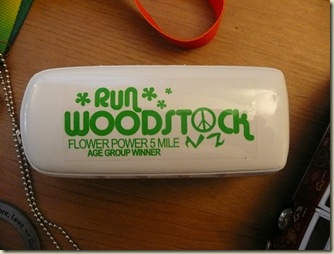 RUN
WOODSTOCK
FLOWER POWER 5 MILE
AGE GROUP WINNER